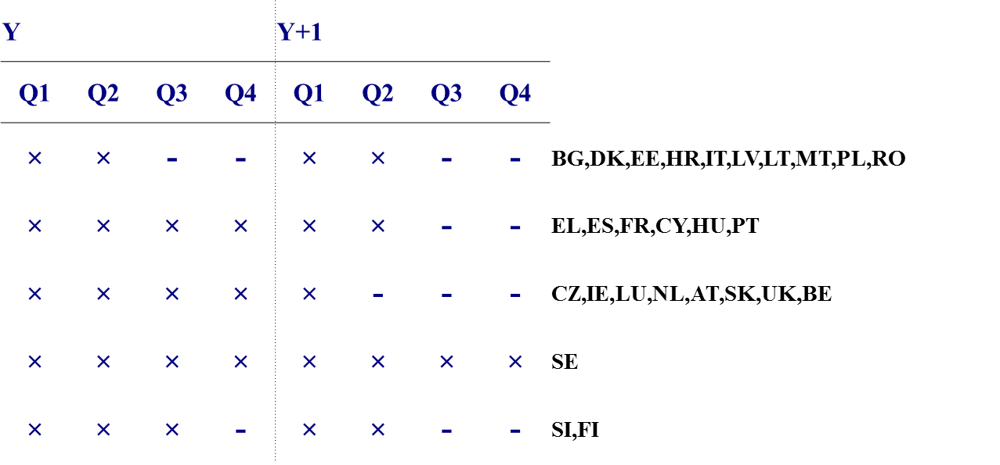 Y Y+1
Q1 Q2 Q3 Q4 Q1 Q2 Q3 Q4
× × - - × × - - BG,DK,EE,HR,IT,LV,LT,MT,PL,RO
× × × × × × - - EL,ES,FR,CY,HU,PT
× × × × × - - - CZ,IE,LU,NL,AT,SK,UK,BE
× × × × × × × × SE
× × × - × × - - SI,FI